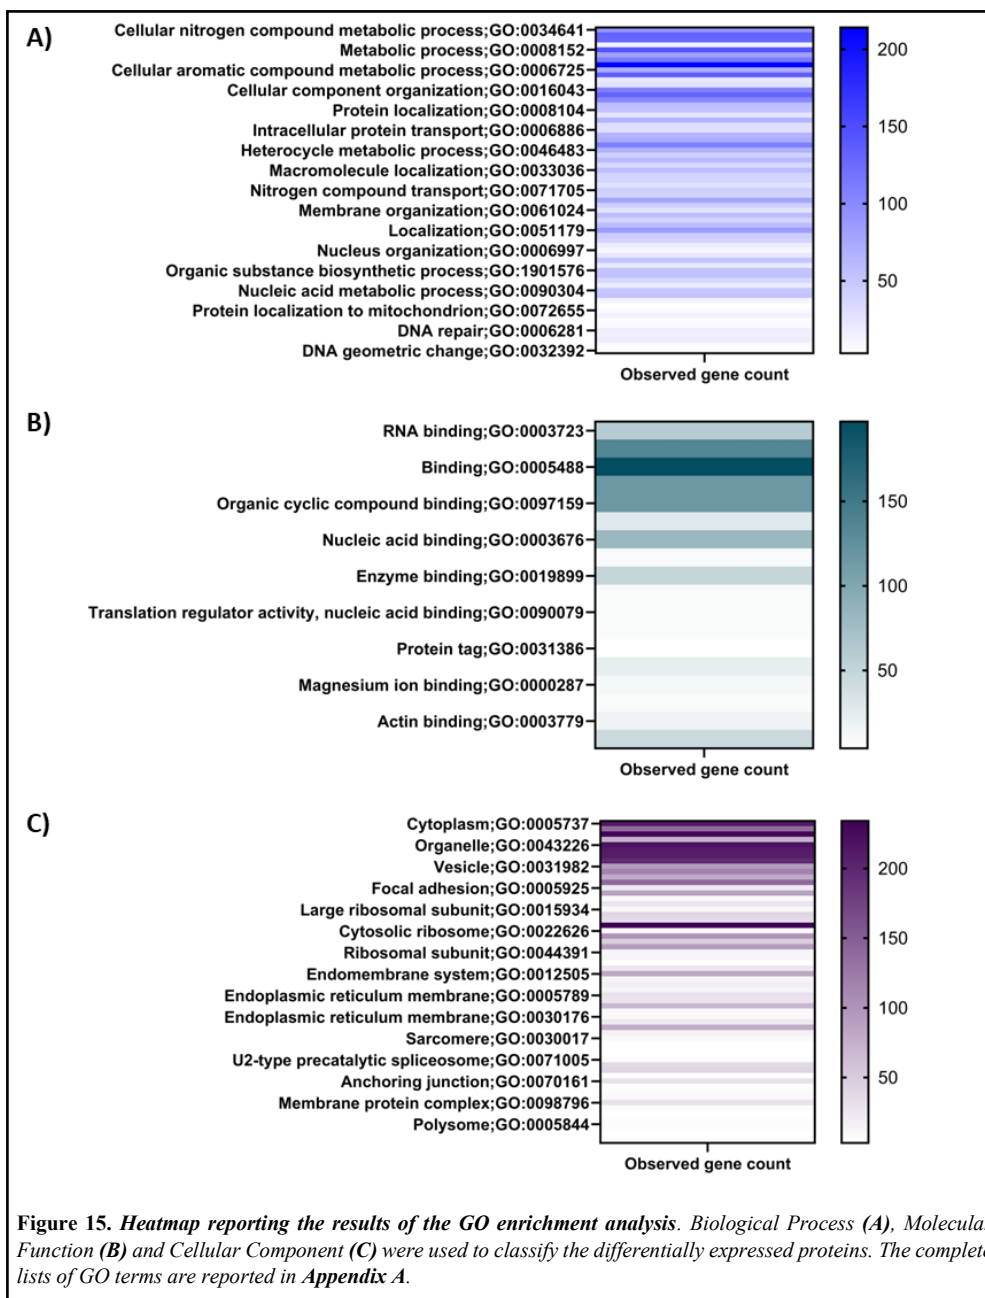 A)
Cellular nitrogen compound metabolic process;GO:0034641
Metabolic process;GO:0008152
Cellular aromatic compound metabolic process;GO:0006725
Cellular component organization;GO:0016043
Protein localization;GO:0008104
Intracellular protein transport;GO:0006886
Heterocycle metabolic process;GO:0046483
Macromolecule localization;GO:0033036
Nitrogen compound transport;GO:0071705
Membrane organization;GO:0061024
Localization;GO:0051179
Nucleus organization;GO:0006997
Organic substance biosynthetic process;GO:1901576
Nucleic acid metabolic process;GO:0090304
Protein localization to mitochondrion;GO:0072655
DNA repair;GO:0006281
DNA geometric change;GO:0032392
Observed gene count
200
150
100
50
B)
RNA binding;GO:0003723
Binding;GO:0005488
Organic cyclic compound binding;GO:0097159
Nucleic acid binding;GO:0003676
Enzyme binding;GO:0019899
Translation regulator activity, nucleic acid binding;GO:0090079
Protein tag;GO:0031386
Magnesium ion binding;GO:0000287
Actin binding;GO:0003779
Observed gene count
150
100
50
C)
Cytoplasm;GO:0005737
Organelle;GO:0043226
Vesicle;GO:0031982
Focal adhesion;GO:0005925
Large ribosomal subunit;GO:0015934
Cytosolic ribosome;GO:0022626
Ribosomal subunit;GO:0044391
Endomembrane system;GO:0012505
Endoplasmic reticulum membrane;GO:0005789
Endoplasmic reticulum membrane;GO:0030176
Sarcomere;GO:0030017
U2-type precatalytic spliceosome;GO:0071005
Anchoring junction;GO:0070161
Membrane protein complex;GO:0098796
Polysome;GO:0005844
Observed gene count
200
150
100
50
Figure 15. Heatmap reporting the results of the GO enrichment analysis. Biological Process (A), Molecular
Function (B) and Cellular Component (C) were used to classify the differentially expressed proteins. The complete
lists of GO terms are reported in Appendix A.